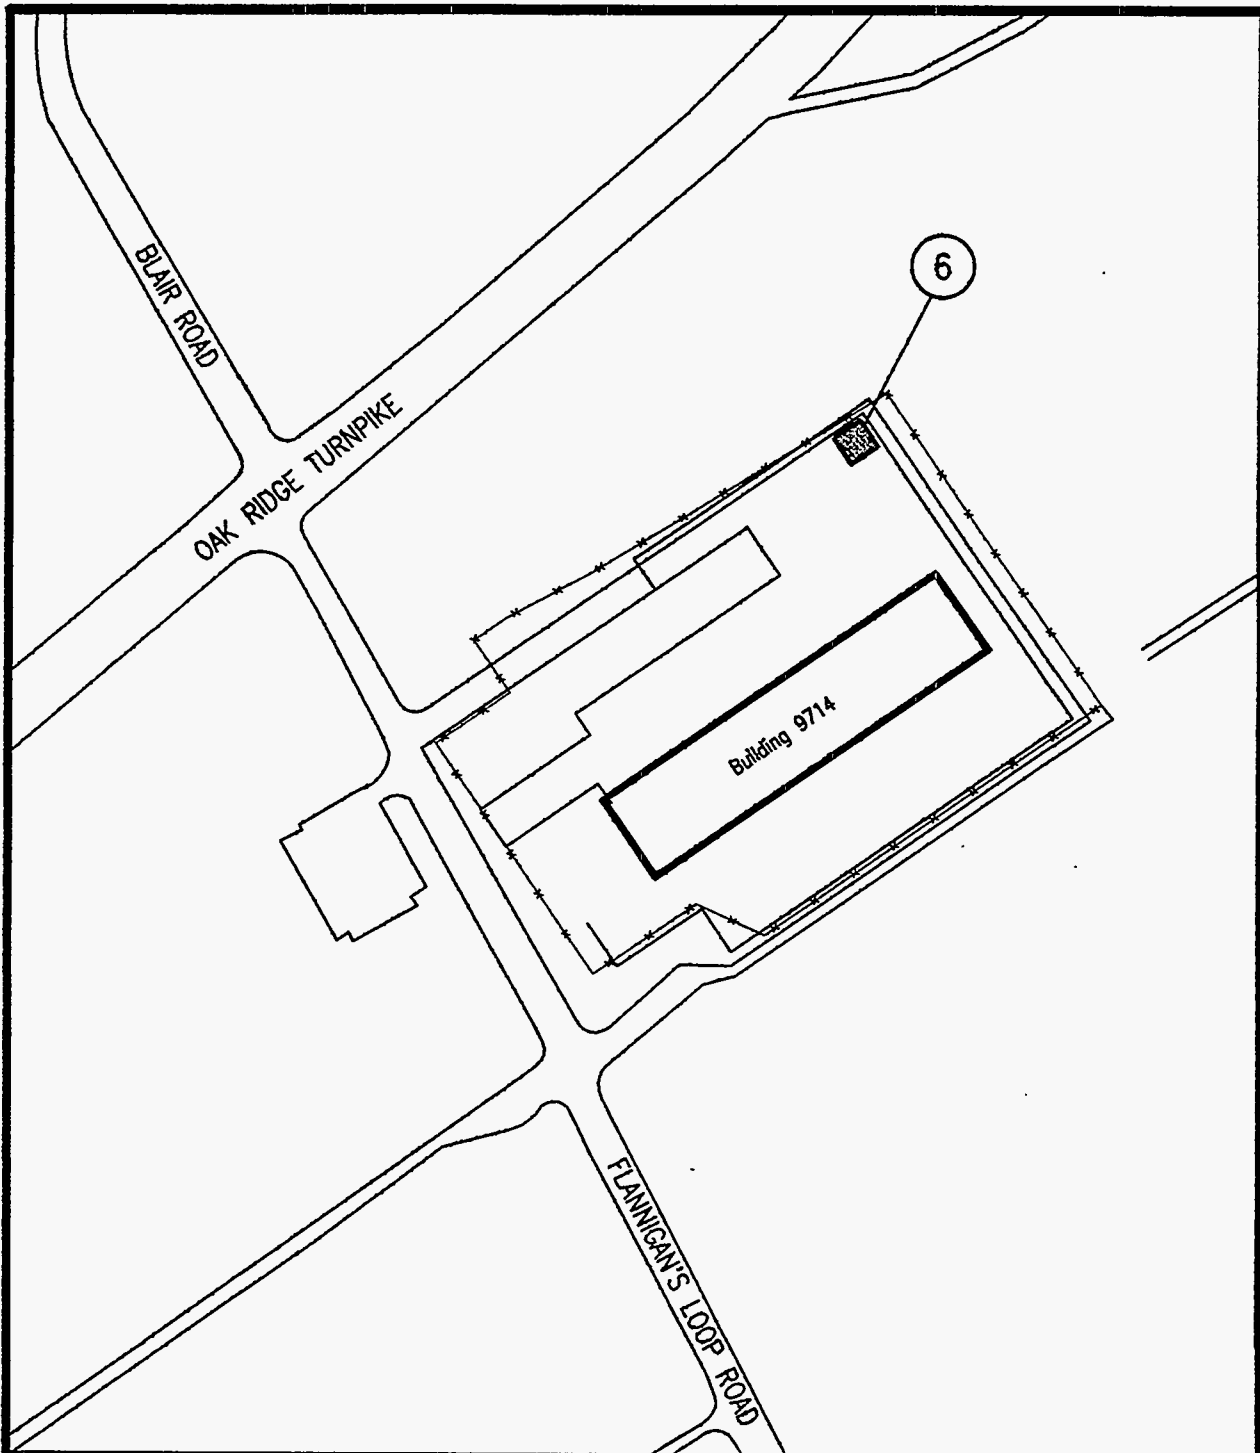 BLAIR ROAD
6
OAK RIDGE TURNPIKE
Building 9714
FLANNIGAN'S LOOP ROAD